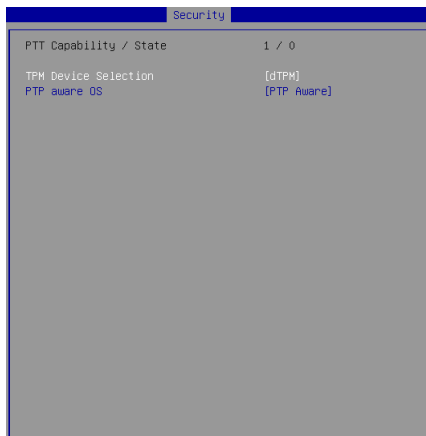 Security
PTT Capability / State 1 / 0
TPM Device Selection [dTPM]
PTP aware OS [PTP Aware]